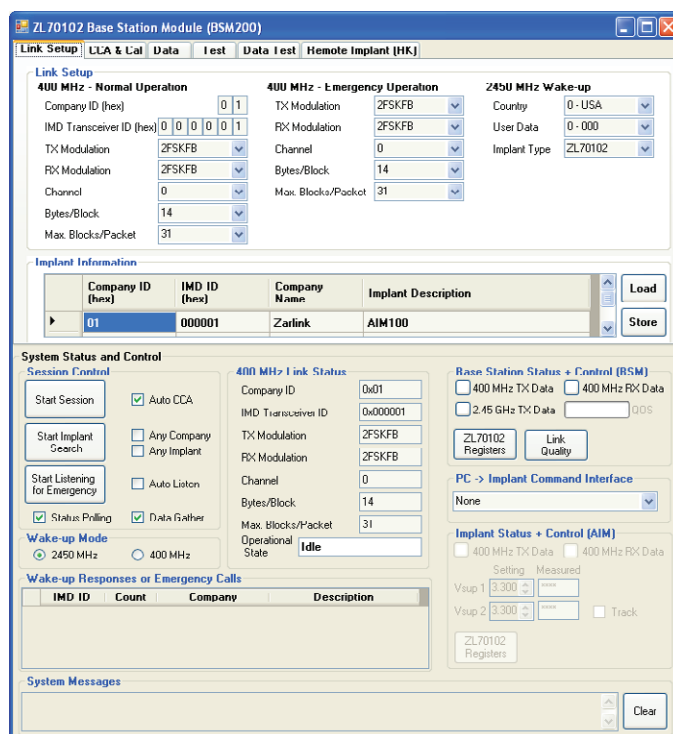 ZL70102 Base Station Module (BSM200)
Link Setup CCA & Cal Data Test Data Test Remote Implant (HK)
Link Setup
400 MHz - Normal Operation
Company ID (hex) 0 1
IMD Transceiver ID (hex) 0 0 0 0 0 1
TX Modulation 2FSKFB
RX Modulation 2FSKFB
Channel 0
Bytes/Block 14
Max. Blocks/Packet 31
400 MHz - Emergency Operation
TX Modulation 2FSKFB
RX Modulation 2FSKFB
Channel 0
Bytes/Block 14
Max. Blocks/Packet 31
2450 MHz Wake-up
Country 0 - USA
User Data 0 - 000
Implant Type ZL70102
Implant Information
Company ID (hex) IMD ID (hex) Company Name Implant Description
01 000001 Zarlink AIM100
Load
Store
System Status and Control
Session Control
Start Session Auto CCA
Start Implant Search Any Company
Any Implant
Start Listening for Emergency Auto Listen
Status Polling Data Gather
Wake-up Mode
2450 MHz 400 MHz
400 MHz Link Status
Company ID 0x01
IMD Transceiver ID 0x000001
TX Modulation 2FSKFB
RX Modulation 2FSKFB
Channel 0
Bytes/Block 14
Max. Blocks/Packet 31
Operational State Idle
Base Station Status + Control (BSM)
400 MHz TX Data 400 MHz RX Data
2.45 GHz TX Data QOS
ZL70102 Registers Link Quality
PC -> Implant Command Interface
None
Implant Status + Control (AIM)
400 MHz TX Data 400 MHz RX Data
Setting Measured
Vsup 1 3.300 ****
Vsup 2 3.300 **** Track
ZL70102 Registers
Wake-up Responses or Emergency Calls
IMD ID Count Company Description
System Messages
Clear